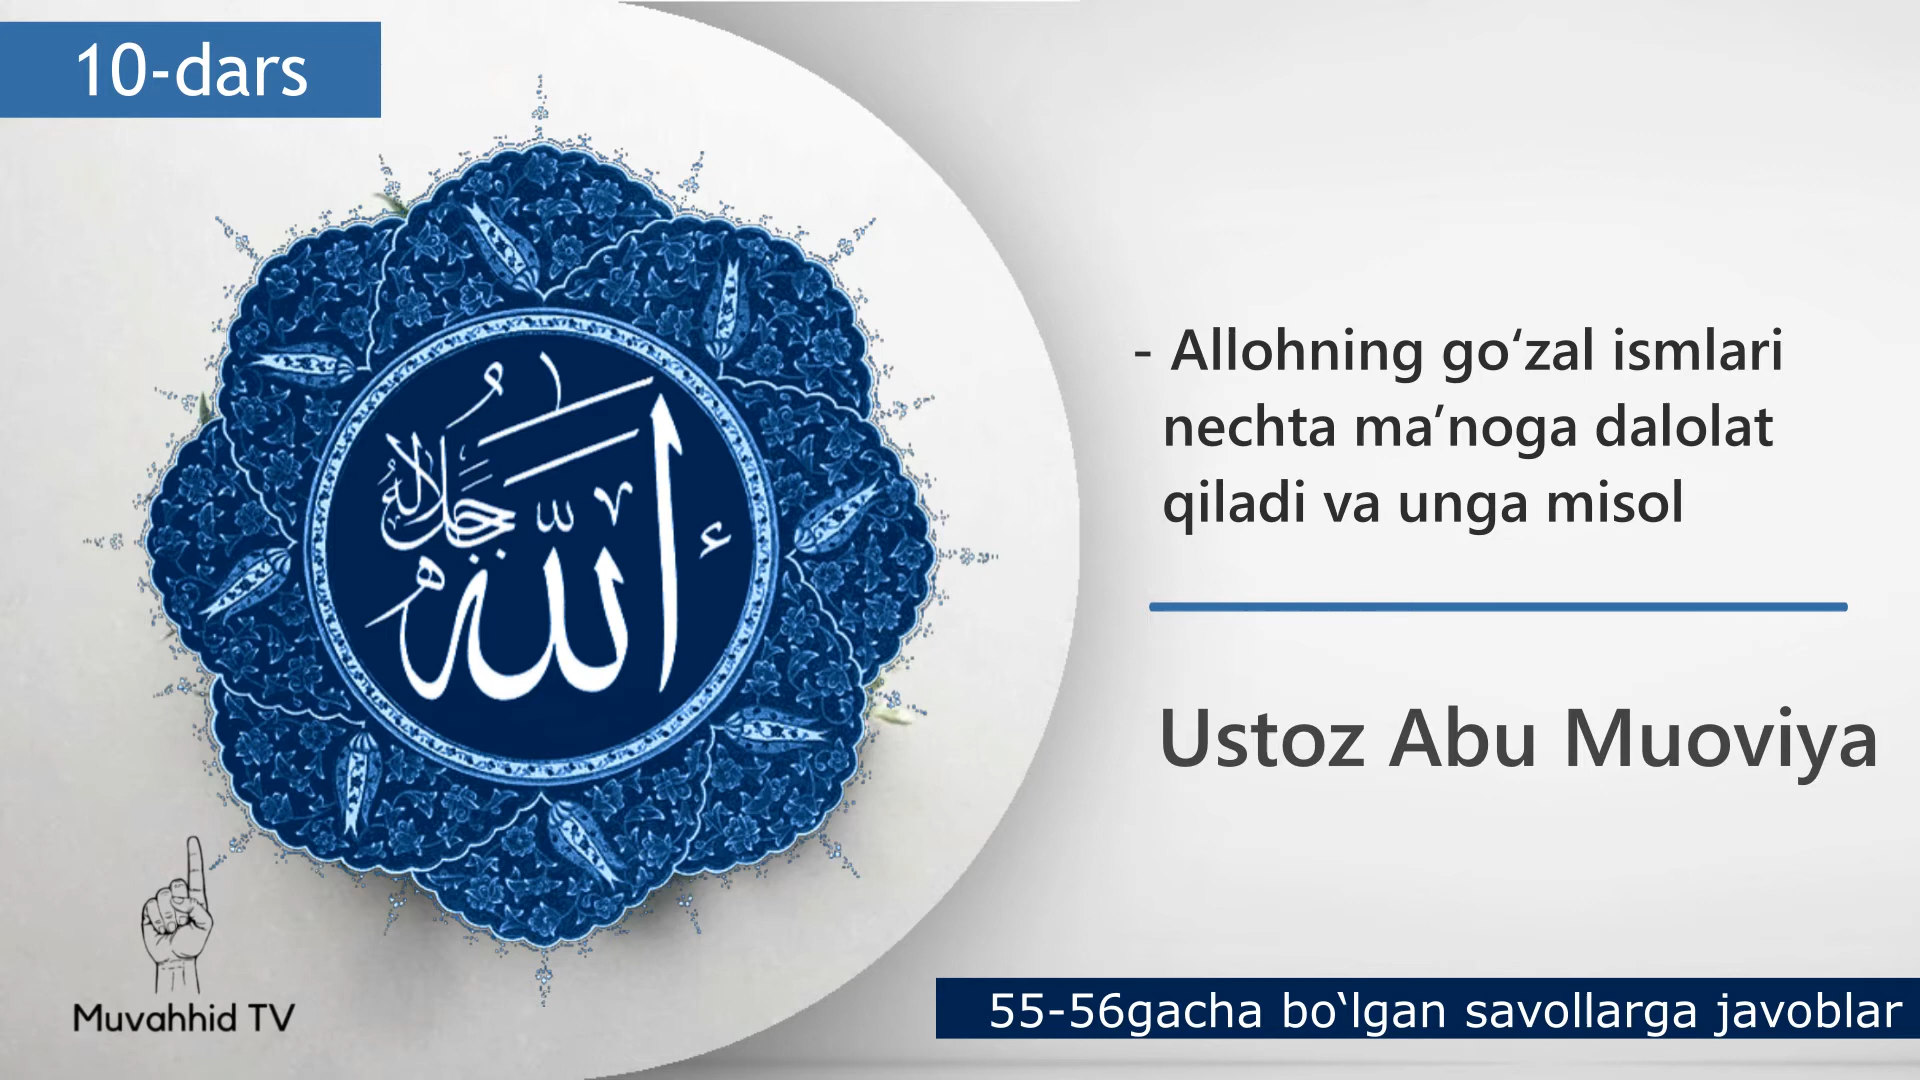 10-dars
الله جل جلاله
- Allohning go‘zal ismlari
nechta ma’noga dalolat
qiladi va unga misol
Ustoz Abu Muoviya
Muvahhid TV
55-56gacha bo‘lgan savollarga javoblar